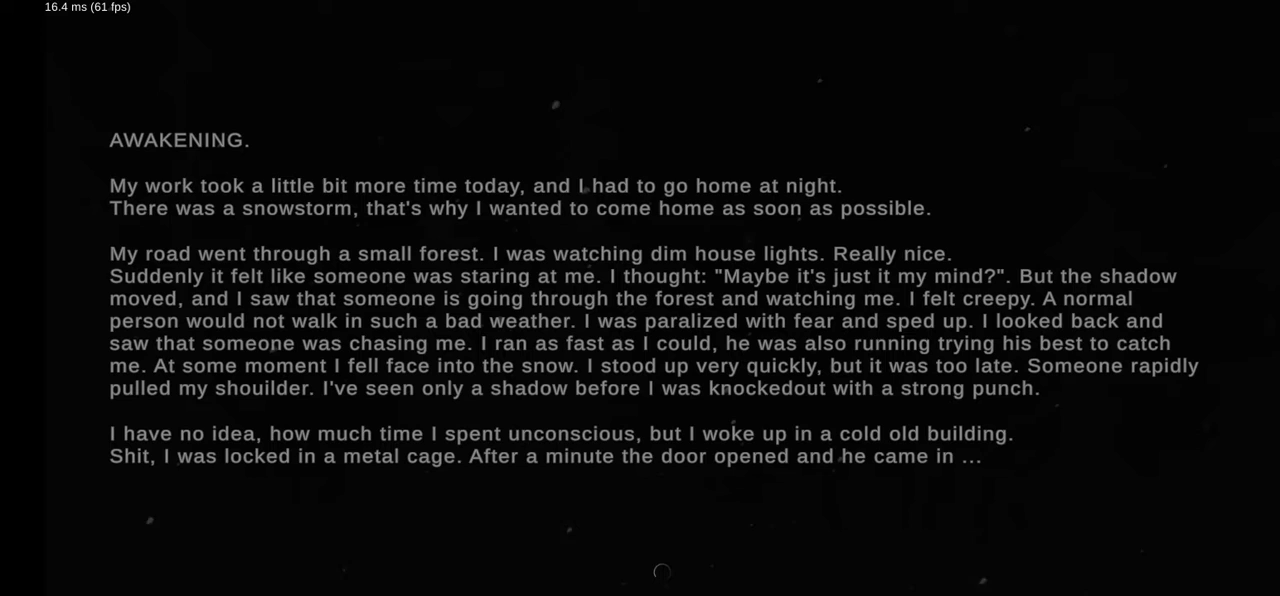 16.4 ms (61 fps)
AWAKENING.
My work took a little bit more time today, and I had to go home at night.
There was a snowstorm, that's why I wanted to come home as soon as possible.
My road went through a small forest. I was watching dim house lights. Really nice.
Suddenly it felt like someone was staring at me. I thought: "Maybe it's just it my mind?". But the shadow
moved, and I saw that someone is going through the forest and watching me. I felt creepy. A normal
person would not walk in such a bad weather. I was paralized with fear and sped up. I looked back and
saw that someone was chasing me. I ran as fast as I could, he was also running trying his best to catch
me. At some moment I fell face into the snow. I stood up very quickly, but it was too late. Someone rapidly
pulled my shouilder. I've seen only a shadow before I was knockedout with a strong punch.
I have no idea, how much time I spent unconscious, but I woke up in a cold old building.
Shit, I was locked in a metal cage. After a minute the door opened and he came in ...